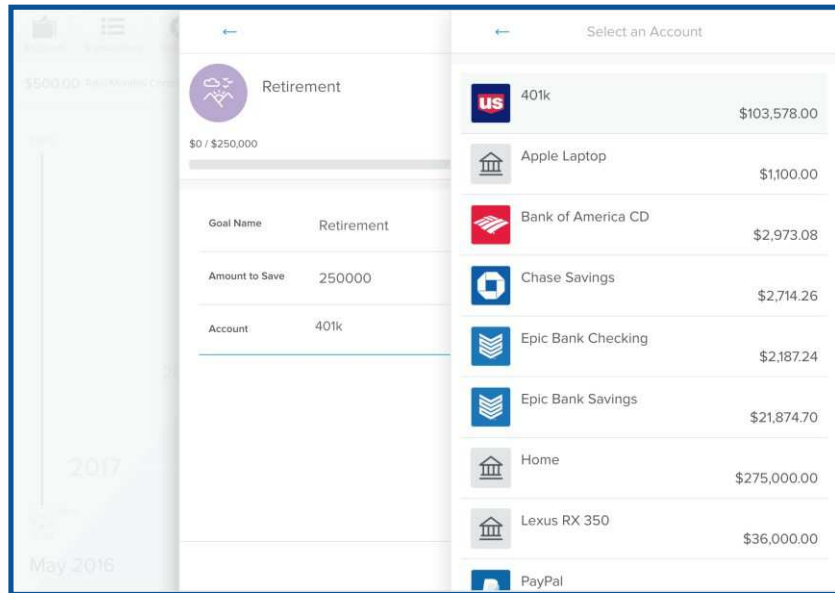 $500.00
2017
May 2016
←
Retirement
$0 / $250,000
Goal Name Retirement
Amount to Save 250000
Account 401k
← Select an Account
us 401k
$103,578.00
Apple Laptop
$1,100.00
Bank of America CD
$2,973.08
Chase Savings
$2,714.26
Epic Bank Checking
$2,187.24
Epic Bank Savings
$21,874.70
Home
$275,000.00
Lexus RX 350
$36,000.00
PayPal